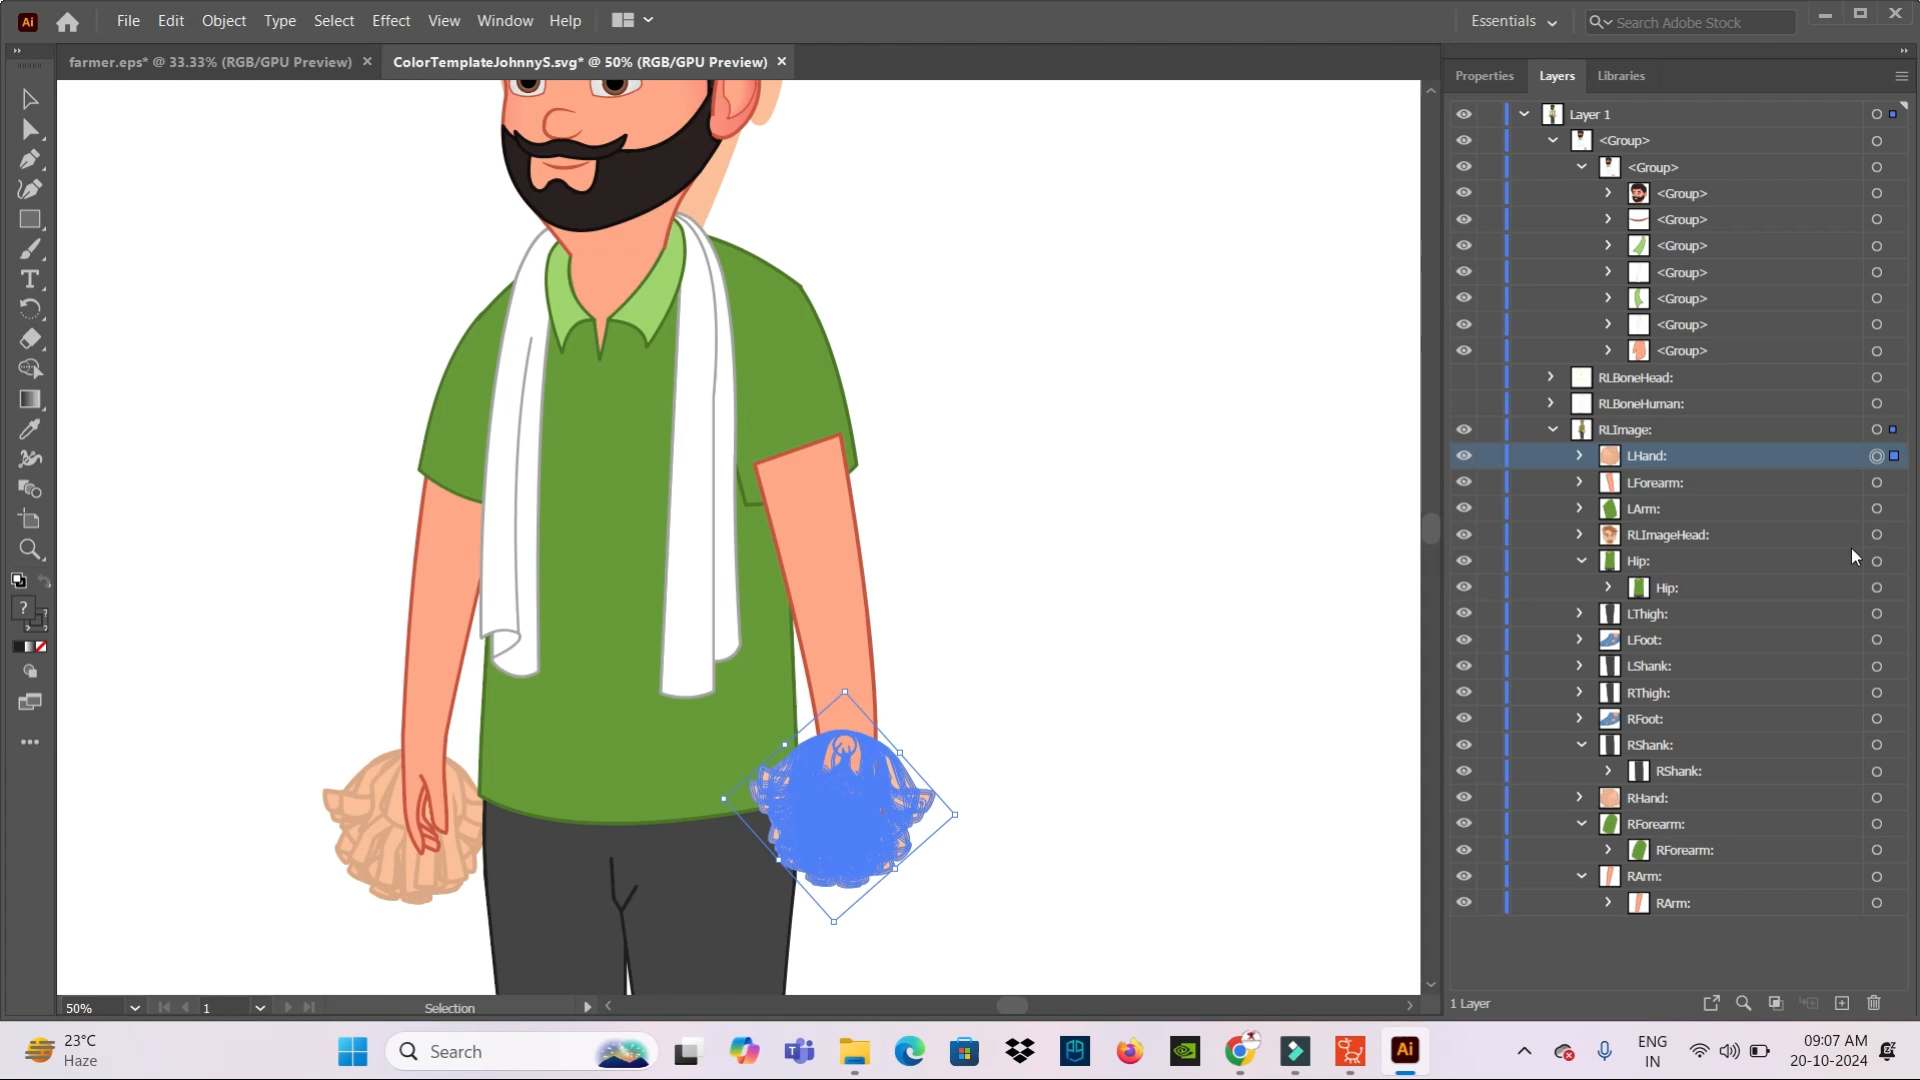 Ai File Edit Object Type Select Effect View Window Help Essentials Search Adobe Stock
farmer.eps* @ 33.33% (RGB/GPU Preview) × ColorTemplateJohnnyS.svg* @ 50% (RGB/GPU Preview) ×
Properties Layers Libraries
Layer 1
<Group>
<Group>
<Group>
<Group>
<Group>
<Group>
<Group>
<Group>
<Group>
RLBoneHead:
RLBoneHuman:
RLImage:
LHand:
LForearm:
LArm:
RLImageHead:
Hip:
Hip:
LThigh:
LFoot:
LShank:
RThigh:
RFoot:
RShank:
RShank:
RHand:
RForearm:
RForearm:
RArm:
RArm:
T
?
50% 1 Selection
1 Layer
23°C
Haze
Search
Ai
ENG
IN
09:07 AM
20-10-2024